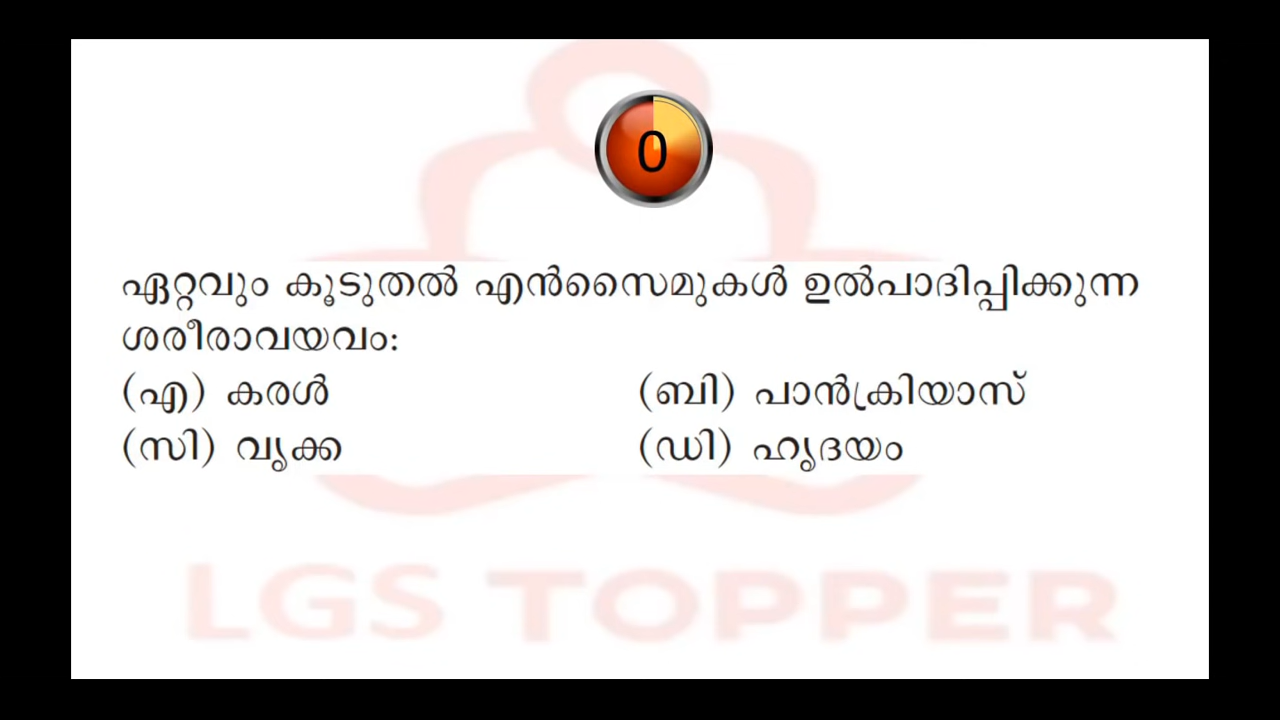 0
ഏറ്റവും കൂടുതൽ എൻസൈമുകൾ ഉൽപാദിപ്പിക്കുന്ന
ശരീരാവയവം:
(എ) കരൾ (ബി) പാൻക്രിയാസ്
(സി) വൃക്ക (ഡി) ഹൃദയം
LGS TOPPER